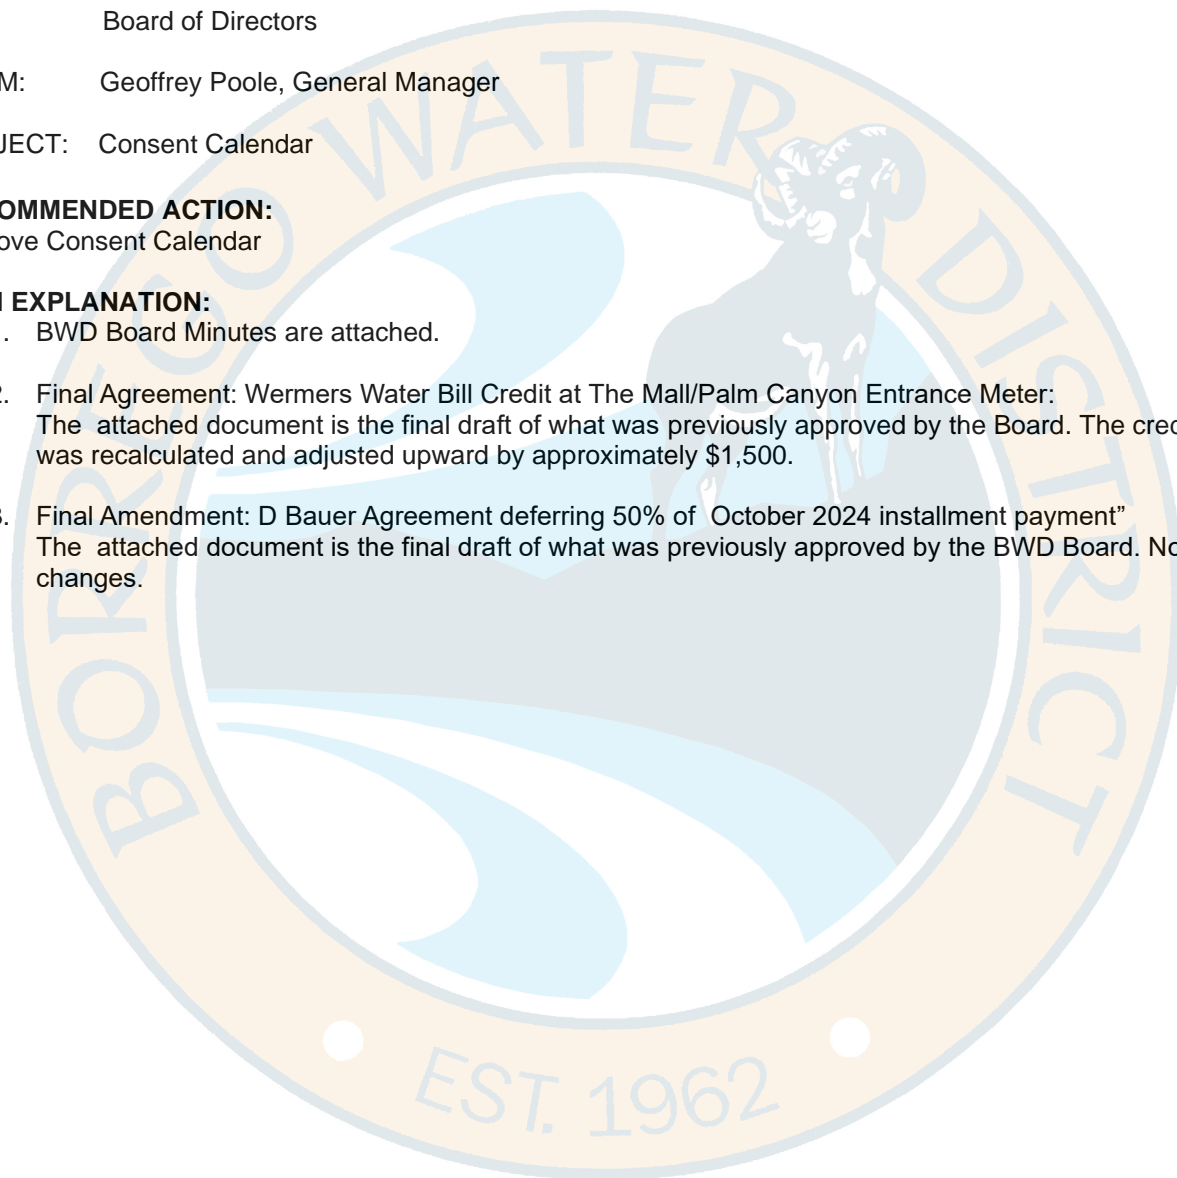 Board of Directors
M: Geoffrey Poole, General Manager
JECT: Consent Calendar
OMMENDED ACTION:
ove Consent Calendar
EXPLANATION:
. BWD Board Minutes are attached.
2. Final Agreement: Wermers Water Bill Credit at The Mall/Palm Canyon Entrance Meter:
The attached document is the final draft of what was previously approved by the Board. The cred
was recalculated and adjusted upward by approximately $1,500.
3. Final Amendment: D Bauer Agreement deferring 50% of October 2024 installment payment”
The attached document is the final draft of what was previously approved by the BWD Board. No
changes.
BORREGO WATER DISTRICT
EST. 1962